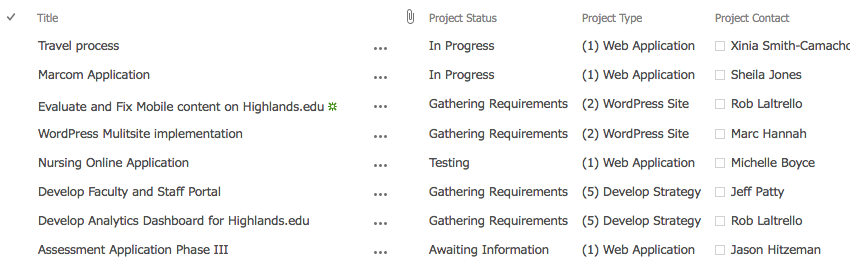 Title Project Status Project Type Project Contact
Travel process ... In Progress (1) Web Application Xinia Smith-Camacho
Marcom Application ... In Progress (1) Web Application Sheila Jones
Evaluate and Fix Mobile content on Highlands.edu ... Gathering Requirements (2) WordPress Site Rob Laltrello
WordPress Mulitsite implementation ... Gathering Requirements (2) WordPress Site Marc Hannah
Nursing Online Application ... Testing (1) Web Application Michelle Boyce
Develop Faculty and Staff Portal ... Gathering Requirements (5) Develop Strategy Jeff Patty
Develop Analytics Dashboard for Highlands.edu ... Gathering Requirements (5) Develop Strategy Rob Laltrello
Assessment Application Phase III ... Awaiting Information (1) Web Application Jason Hitzeman